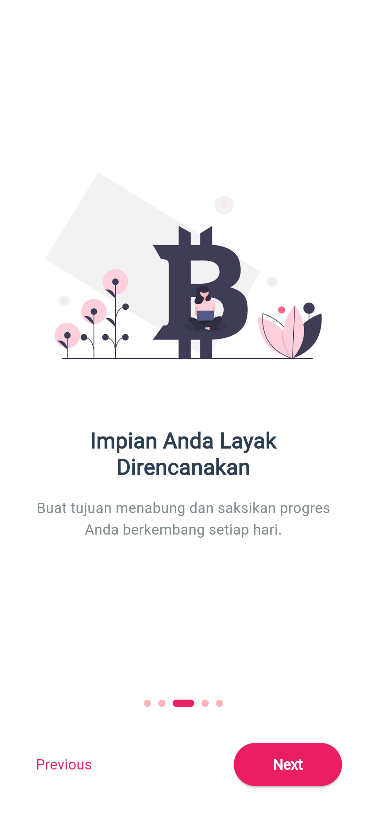 Impian Anda Layak
Direncanakan
Buat tujuan menabung dan saksikan progres
Anda berkembang setiap hari.
Previous
Next